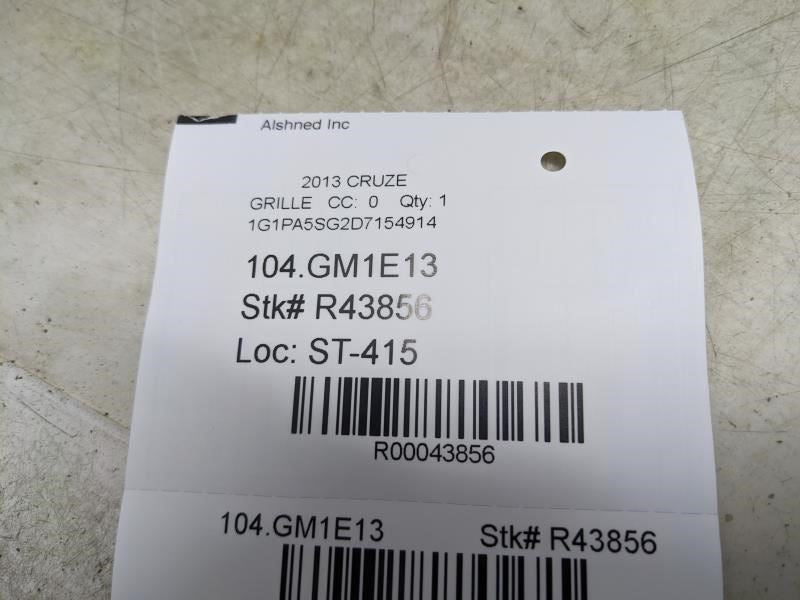 Alshned Inc
2013 CRUZE
GRILLE CC: 0 Qty: 1
1G1PA5SG2D7154914
104.GM1E13
Stk# R43856
Loc: ST-415
R00043856
104.GM1E13 Stk# R43856